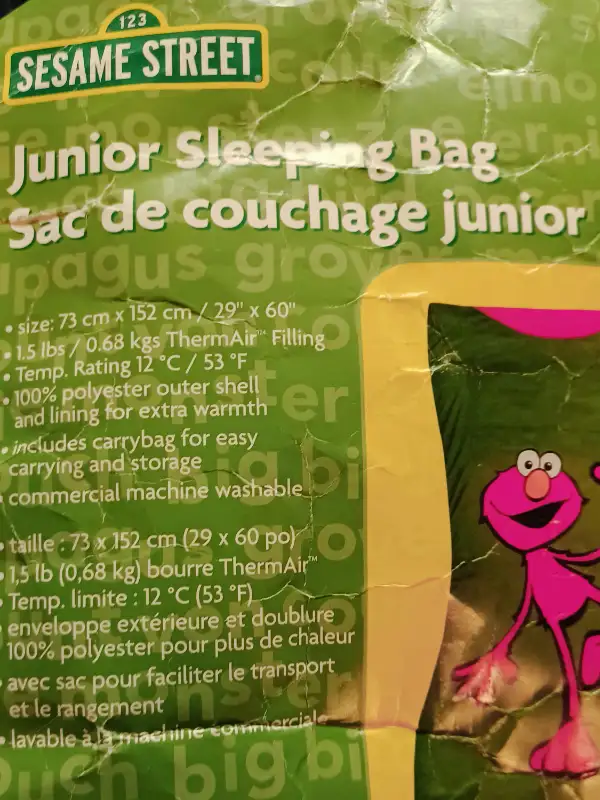 123
SESAME STREET
Junior Sleeping Bag
Sac de couchage junior
• size: 73 cm x 152 cm / 29" x 60"
• 1.5 lbs / 0.68 kgs ThermAir™ Filling
• Temp. Rating 12 °C / 53 °F
• 100% polyester outer shell
and lining for extra warmth
• includes carrybag for easy
carrying and storage
• commercial machine washable
• taille : 73 x 152 cm (29 x 60 po)
• 1,5 lb (0,68 kg) bourre ThermAir™
• Temp. limite : 12 °C (53 °F)
• enveloppe extérieure et doublure
100% polyester pour plus de chaleur
• avec sac pour faciliter le transport
et le rangement
• lavable à la machine commerciale